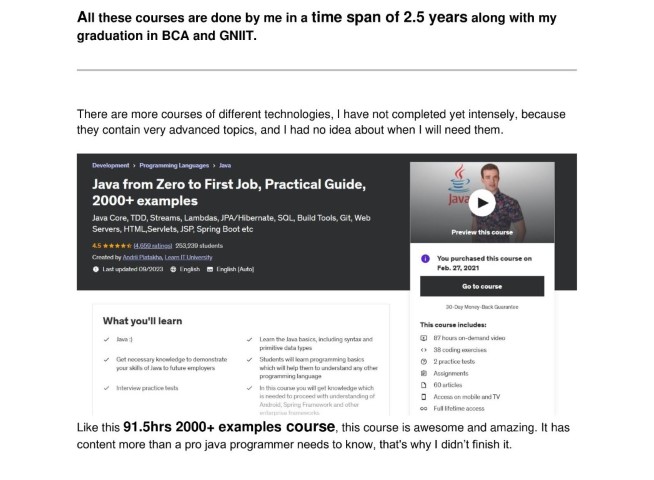 All these courses are done by me in a time span of 2.5 years along with my
graduation in BCA and GNIIT.
There are more courses of different technologies, I have not completed yet intensely, because
they contain very advanced topics, and I had no idea about when I will need them.
Development > Programming Languages > Java
Java from Zero to First Job, Practical Guide,
2000+ examples
Java Core, TDD, Streams, Lambdas, JPA/Hibernate, SQL, Build Tools, Git, Web
Servers, HTML,Servlets, JSP, Spring Boot etc
4.5 ★★★★★ (4,699 ratings) 253,239 students
Created by Andrii Piatakha, Learn IT University
Last updated 09/2023 English English [Auto]
Java
Preview this course
You purchased this course on
Feb. 27, 2021
Go to course
30-Day Money-Back Guarantee
This course includes:
87 hours on-demand video
38 coding exercises
2 practice tests
Assignments
60 articles
Access on mobile and TV
Full lifetime access
What you'll learn
✓ Java :)
✓ Get necessary knowledge to demonstrate
your skills of Java to future employers
✓ Interview practice tests
✓ Learn the Java basics, including syntax and
primitive data types
✓ Students will learn programming basics
which will help them to understand any other
programming language
✓ In this course you will get knowledge which
is needed to proceed with understanding of
Android, Spring Framework and other
enterprise frameworks.
Like this 91.5hrs 2000+ examples course, this course is awesome and amazing. It has
content more than a pro java programmer needs to know, that's why I didn't finish it.